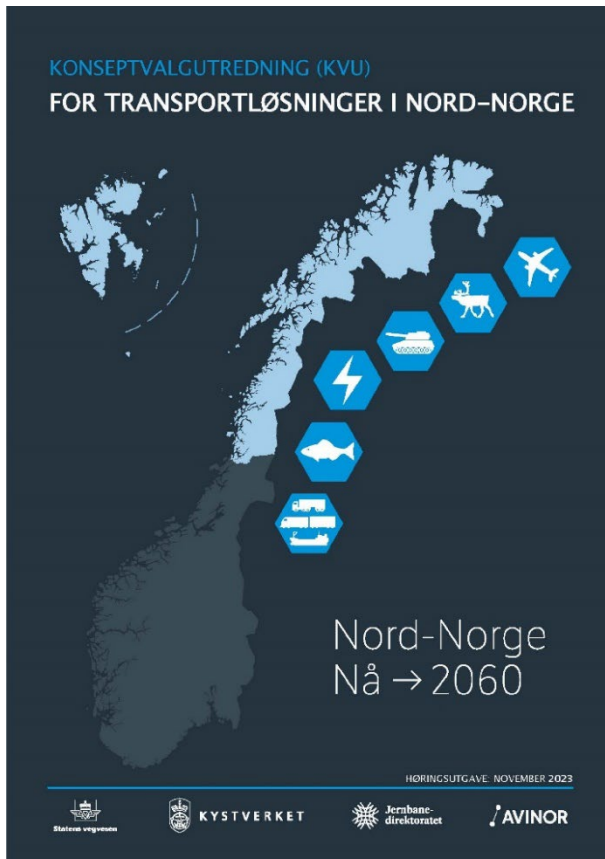 KONSEPTVALGUTREDNING (KVU)
FOR TRANSPORTLØSNINGER I NORD-NORGE
Nord-Norge
Nå → 2060
HØRINGSUTGAVE: NOVEMBER 2023
Statens vegvesen
KYSTVERKET
Jernbane-
direktoratet
AVINOR